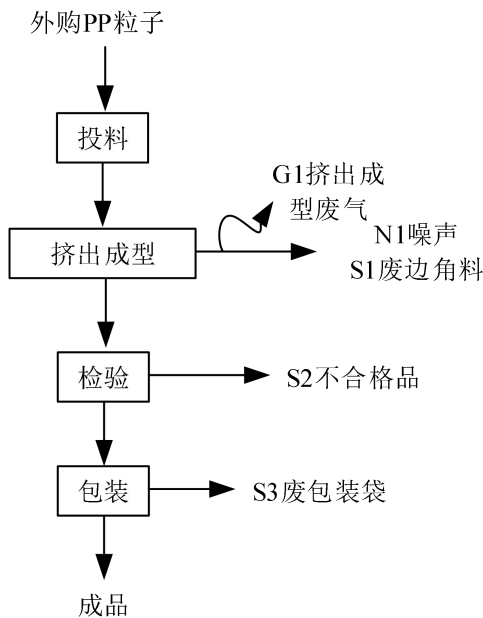 外购PP粒子
投料
G1挤出成
型废气
N1噪声
挤出成型
S1废边角料
检验
S2不合格品
包装
S3废包装袋
成品